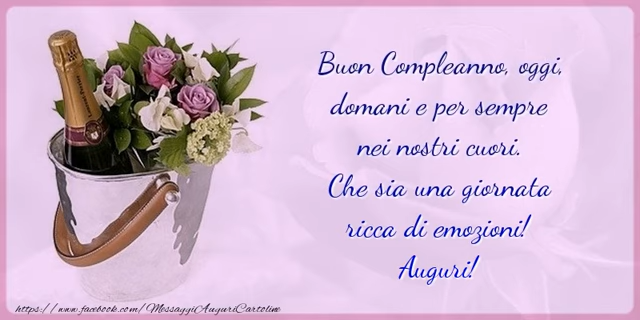 Buon Compleanno, oggi,
domani e per sempre
nei nostri cuori.
Che sia una giornata
ricca di emozioni!
Auguri!
https://www.facebook.com/MessaggiAuguriCartoline